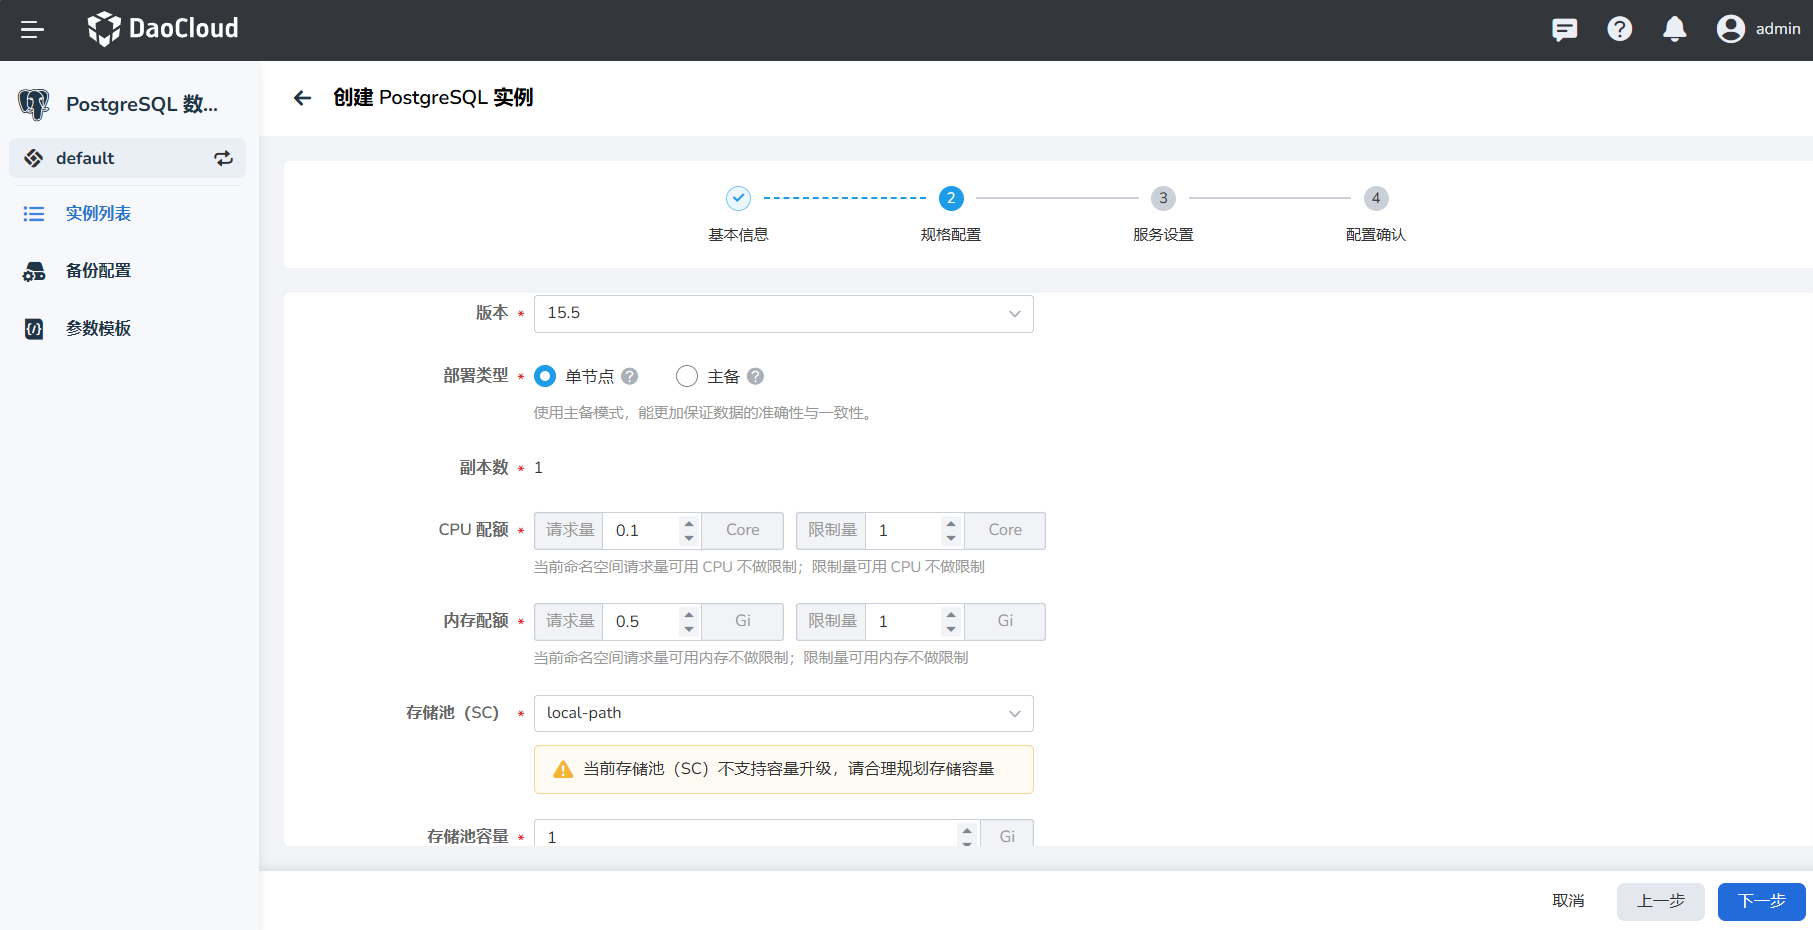 DaoCloud
admin
PostgreSQL 数...
default
实例列表
备份配置
参数模板
创建 PostgreSQL 实例
2
3
4
基本信息
规格配置
服务设置
配置确认
版本 * 15.5
部署类型 * 单节点 ? 主备 ?
使用主备模式，能更加保证数据的准确性与一致性。
副本数 * 1
CPU 配额 * 请求量 0.1 Core 限制量 1 Core
当前命名空间请求量可用 CPU 不做限制；限制量可用 CPU 不做限制
内存配额 * 请求量 0.5 Gi 限制量 1 Gi
当前命名空间请求量可用内存不做限制；限制量可用内存不做限制
存储池（SC） * local-path
当前存储池（SC）不支持容量升级，请合理规划存储容量
存储池容量 * 1 Gi
取消
上一步
下一步